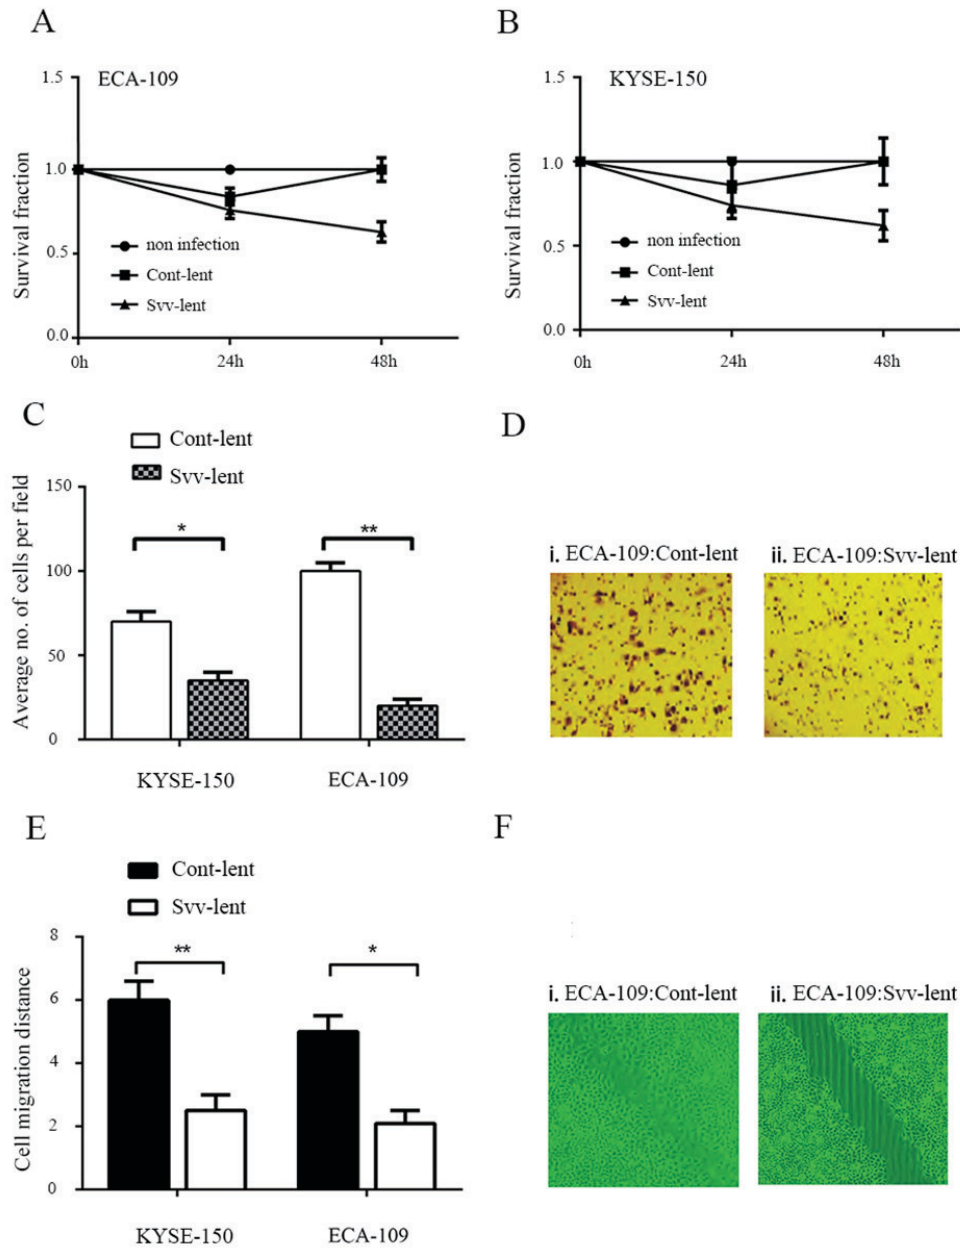 A
B
ECA-109
KYSE-150
1.5
1.0
0.5
0.0
Survival fraction
non infection
Cont-lent
Svv-lent
0h
24h
48h
1.5
1.0
0.5
0.0
Survival fraction
non infection
Cont-lent
Svv-lent
0h
24h
48h
C
D
Cont-lent
Svv-lent
Average no. of cells per field
150
100
50
0
*
**
KYSE-150
ECA-109
i. ECA-109:Cont-lent
ii. ECA-109:Svv-lent
E
F
Cont-lent
Svv-lent
Cell migration distance
8
6
4
2
0
**
*
KYSE-150
ECA-109
i. ECA-109:Cont-lent
ii. ECA-109:Svv-lent